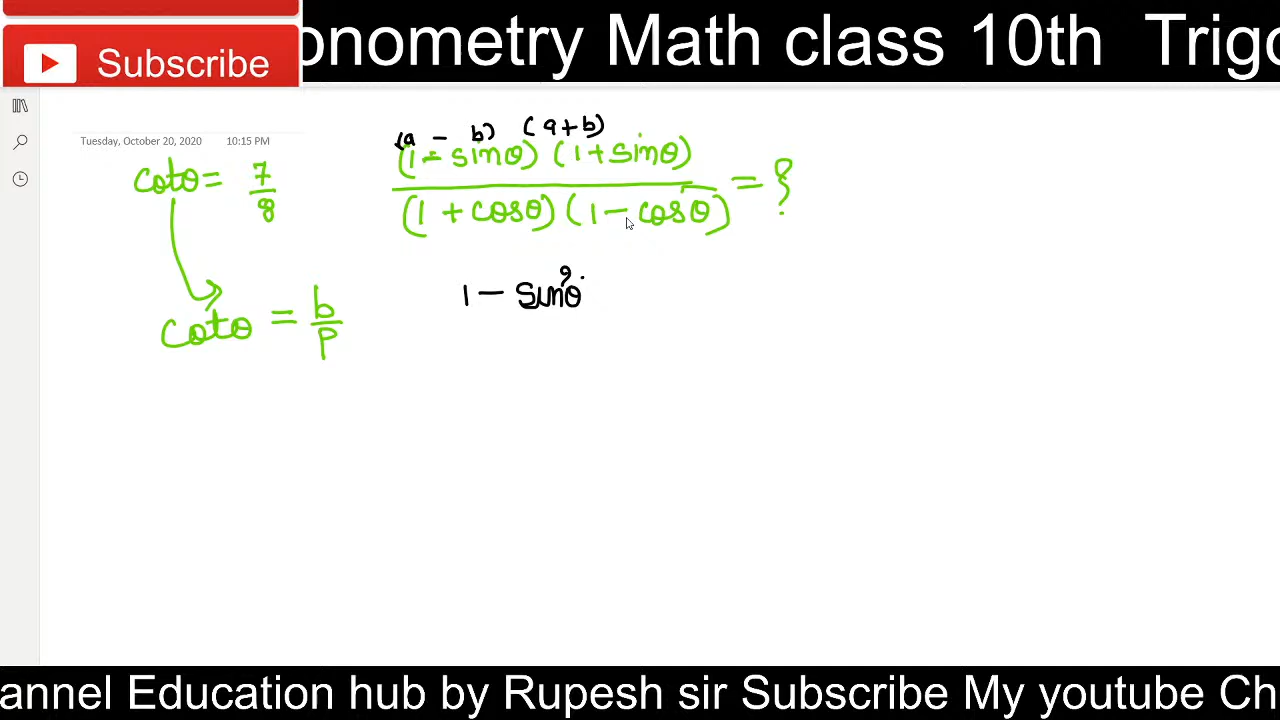 Subscribe
onometry Math class 10th Trigo
Tuesday, October 20, 2020 10:15 PM
(a - b) (a+b)
cotθ = 7/8
(1 - sinθ) (1 + sinθ)
(1 + cosθ) (1 - cosθ)
= ?
1 - sin²θ
cotθ = b/p
annel Education hub by Rupesh sir Subscribe My youtube Ch